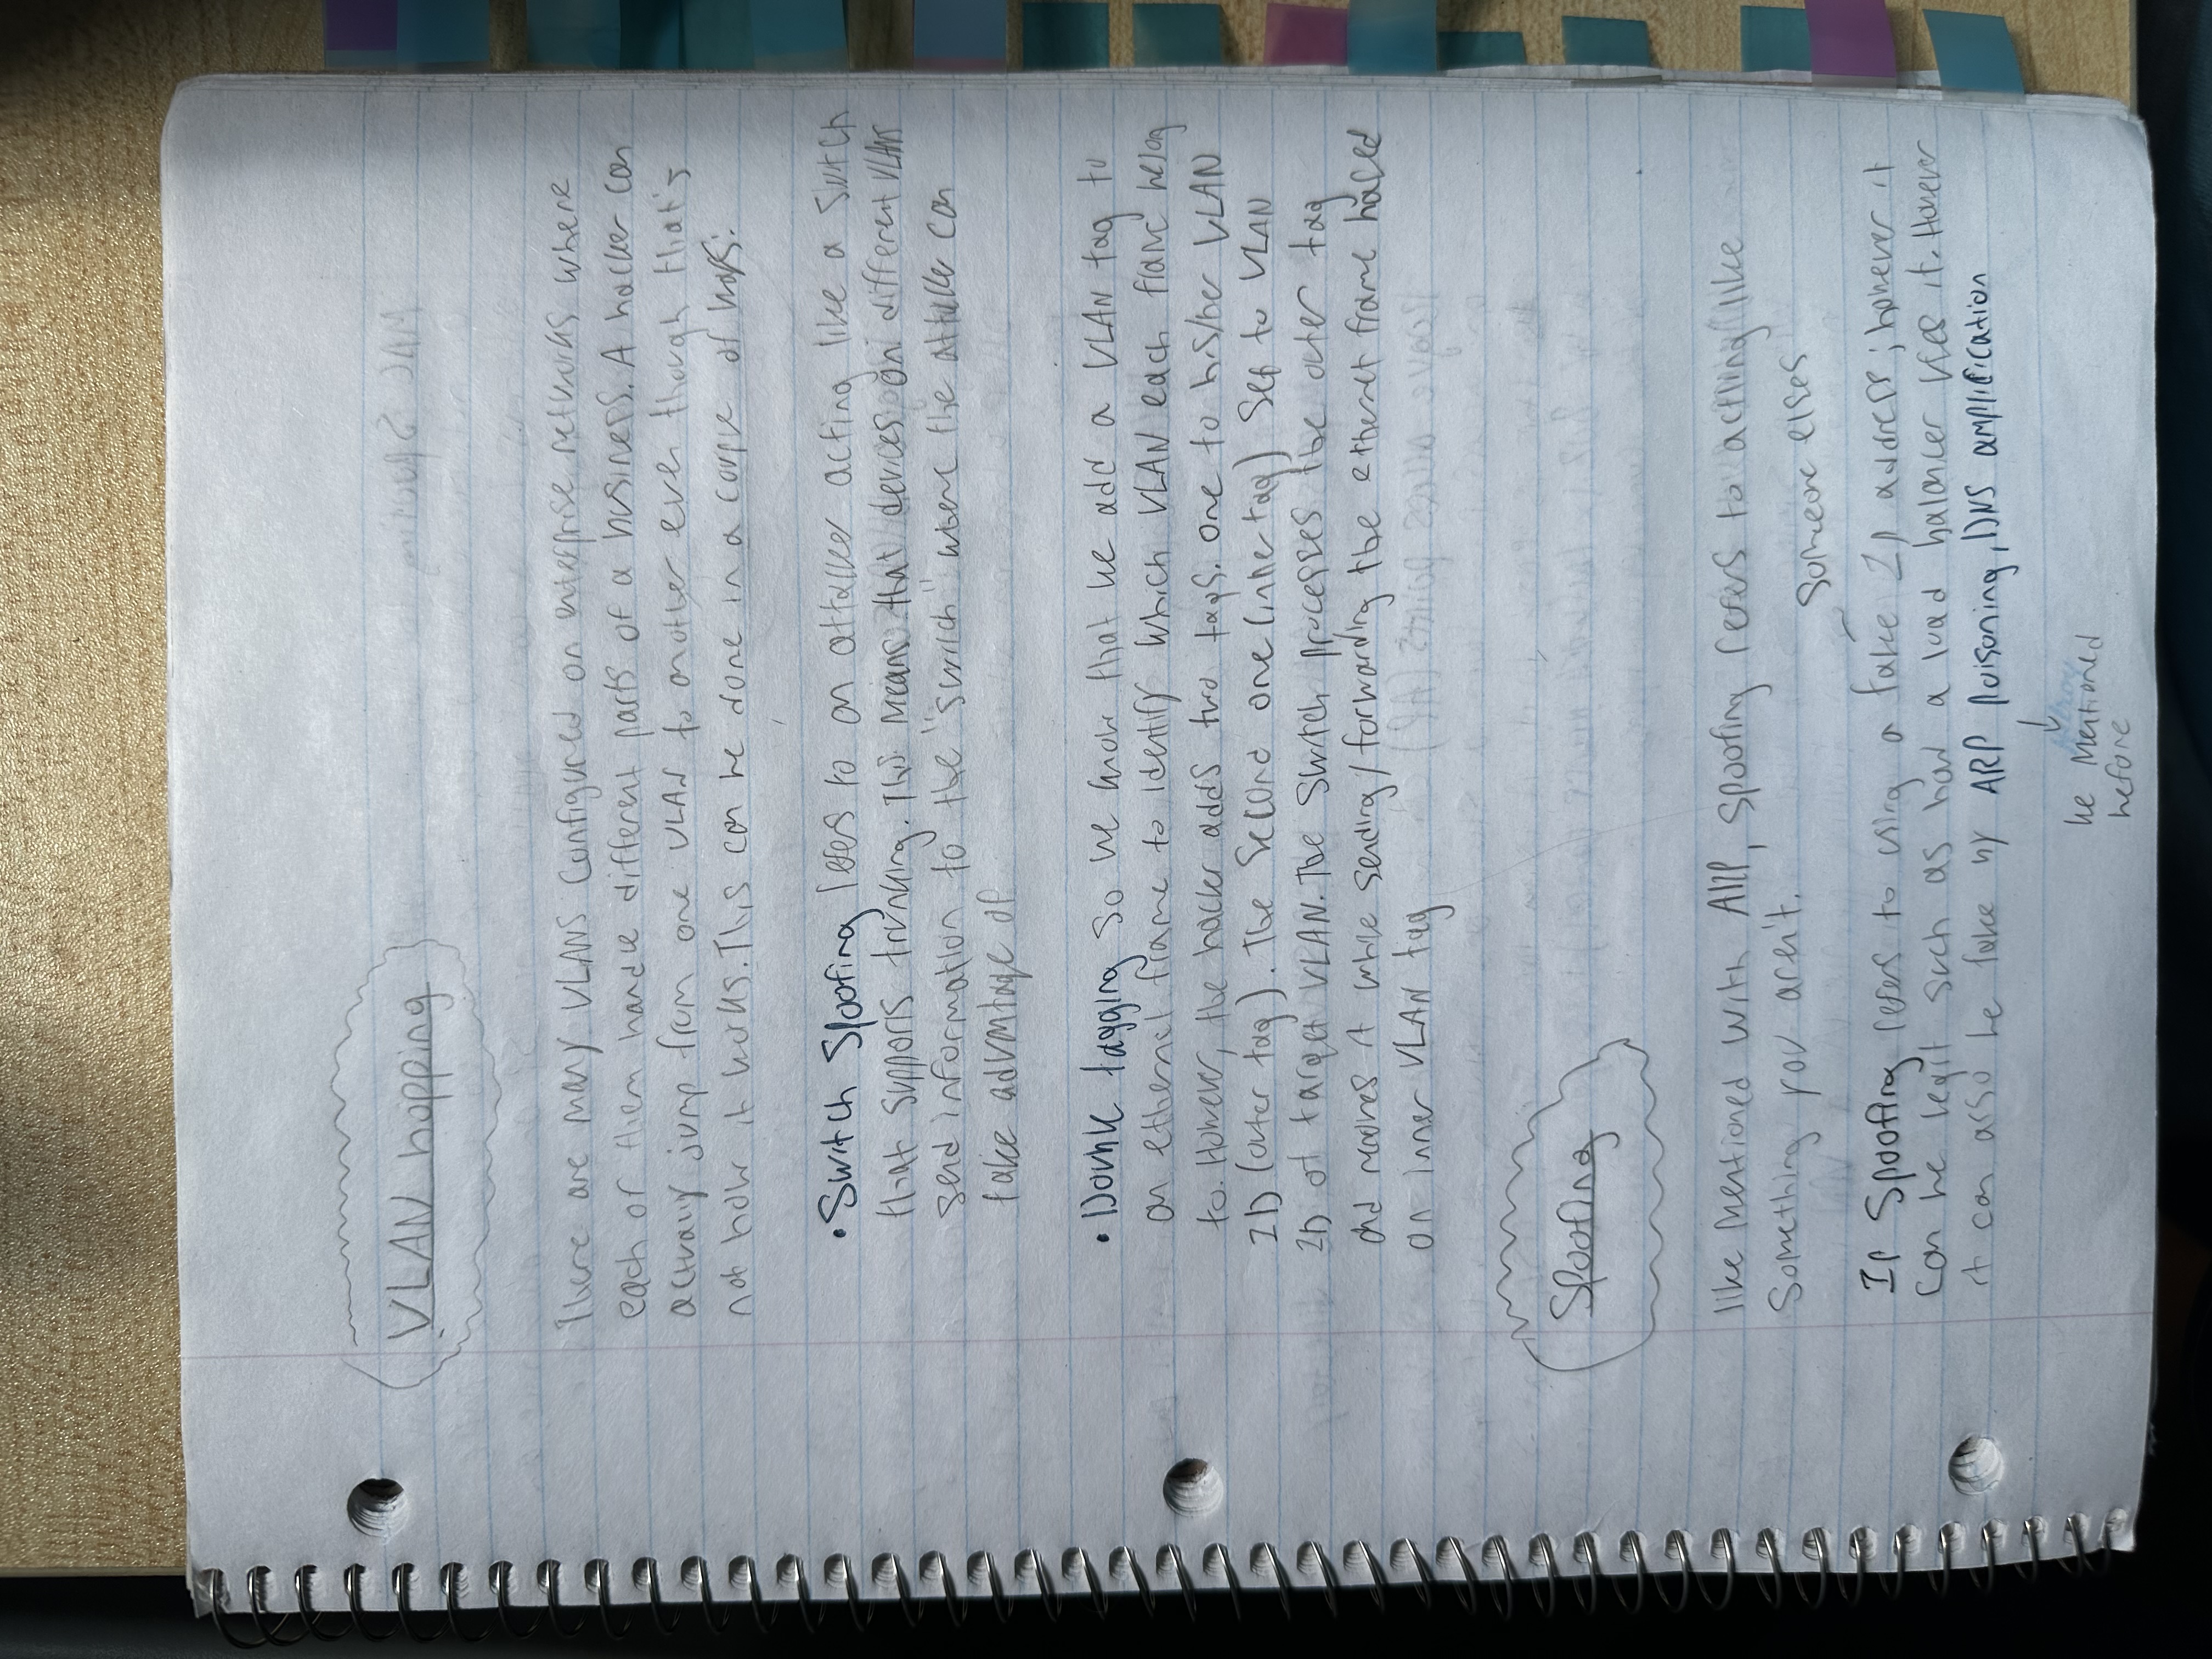 VLAN hopping
There are many VLANS configured on enterprise networks where
each of them handle different parts of a business. A hacker can
actually jump from one VLAN to another even though that's
not how it works. This can be done in a couple of ways:
• Switch Spoofing refers to an attacker acting like a switch
that supports trunking. This means that devices on different VLANS
send information to the "switch" where the attacker can
take advantage of
• Double tagging so we know that we add a VLAN tag to
an ethernet frame to identify which VLAN each frame belong
to. However, the hacker adds two tags. one to his/her VLAN
ID (outer tag). The second one (inner tag) set to VLAN
ID of target VLAN. The switch processes the outer tag
and removes it while sending/forwarding the ethernet frame based
on inner VLAN tag
Spoofing
like mentioned with ARP, spoofing refers to acting like
something you aren't.
someone elses
IP Spoofing refers to using a fake IP address; however it
can be legit such as how a load balancer uses it. However
it can also be fake by ARP poisoning, DNS amplification
↓
we mentioned
before